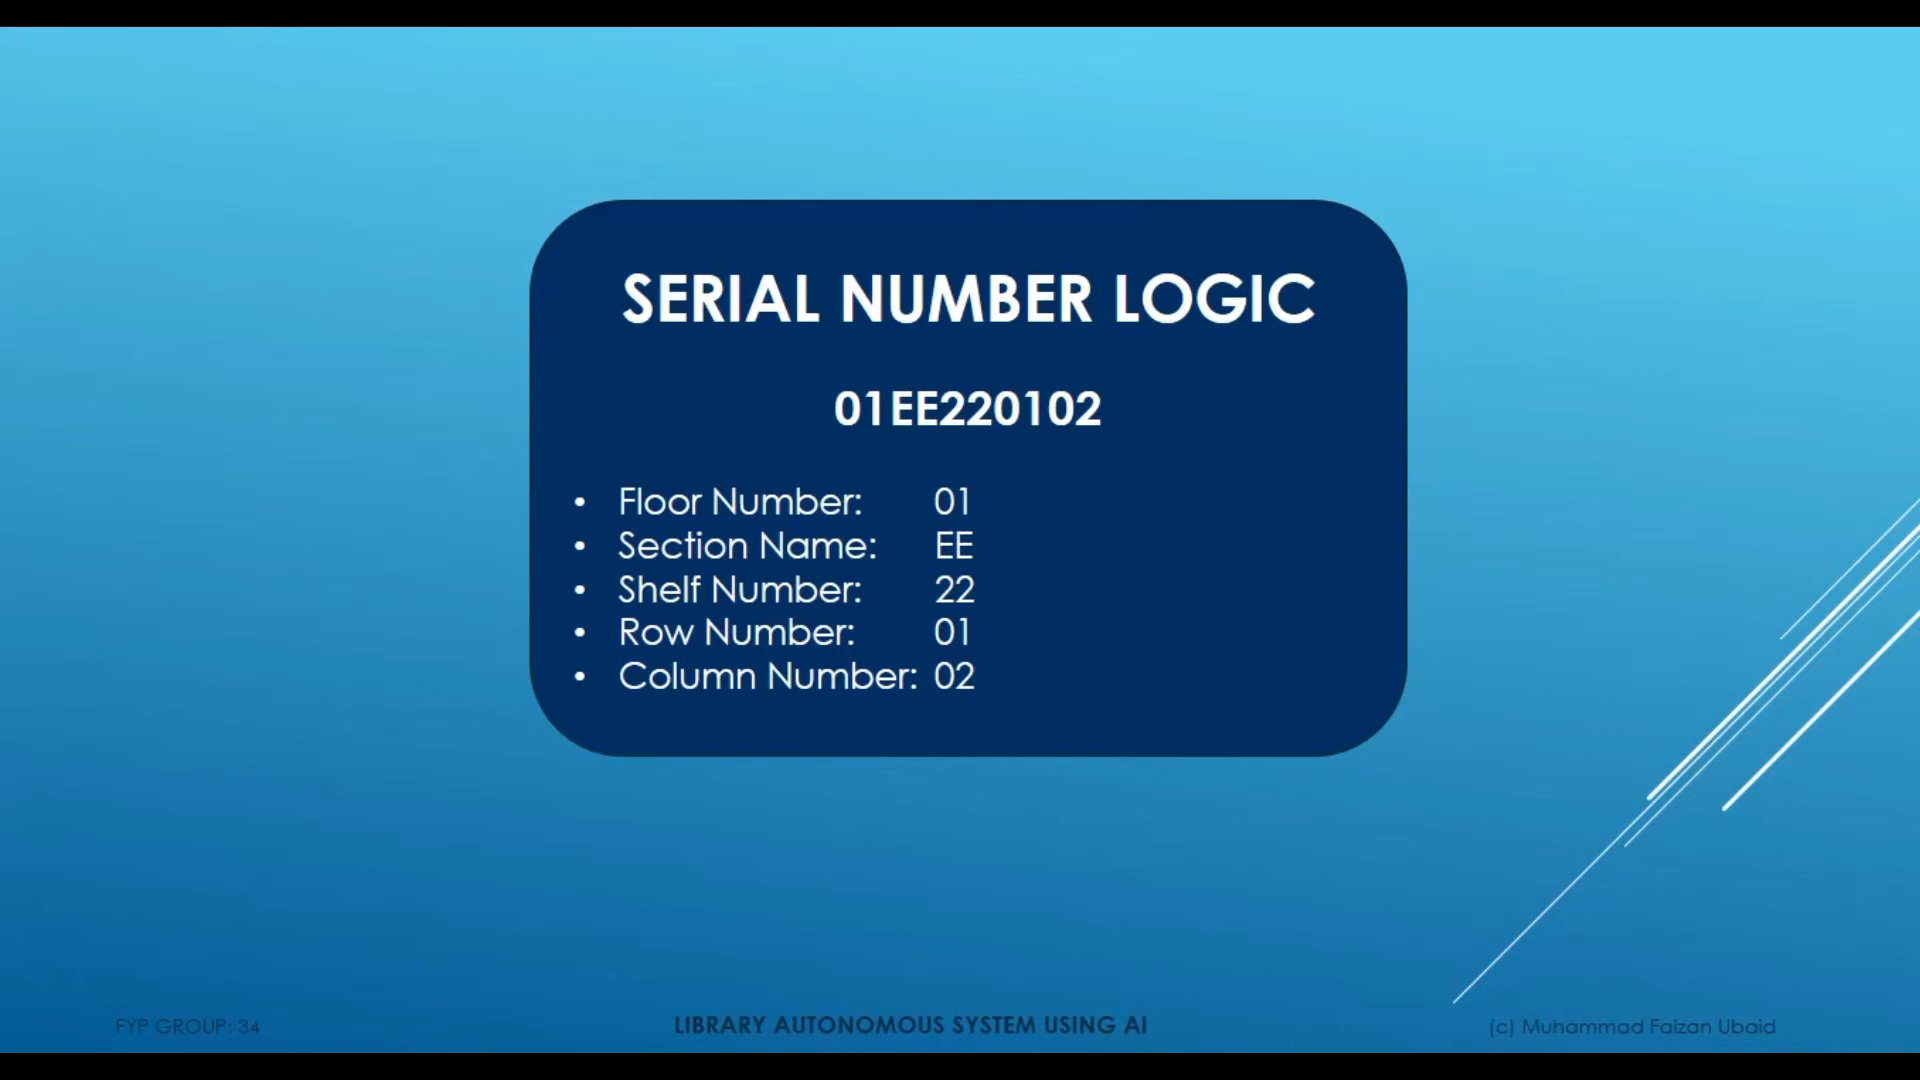 SERIAL NUMBER LOGIC
01EE220102
• Floor Number: 01
• Section Name: EE
• Shelf Number: 22
• Row Number: 01
• Column Number: 02
FYP GROUP: 34
LIBRARY AUTONOMOUS SYSTEM USING AI
(c) Muhammad Faizan Ubaid